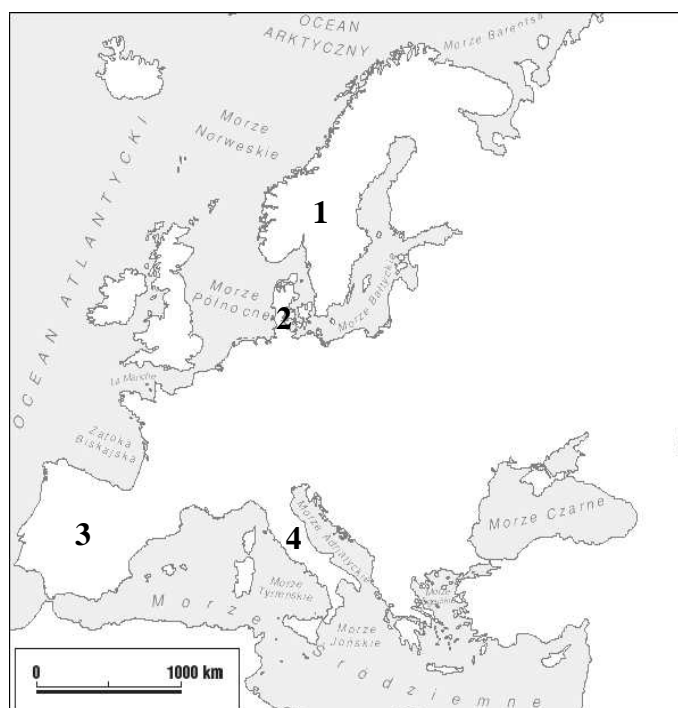 OCEAN
ARKTYCZNY
Morze Barentsa
Morze
Norweskie
OCEAN ATLANTYCKI
1
Morze
Północne
2
Morze Bałtyckie
La Manche
Zatoka
Biskajska
3
4
Morze Adriatyckie
Morze Czarne
Morze
Tyrreńskie
Morze
Morze
Jońskie
Morze Śródziemne
0
1000 km